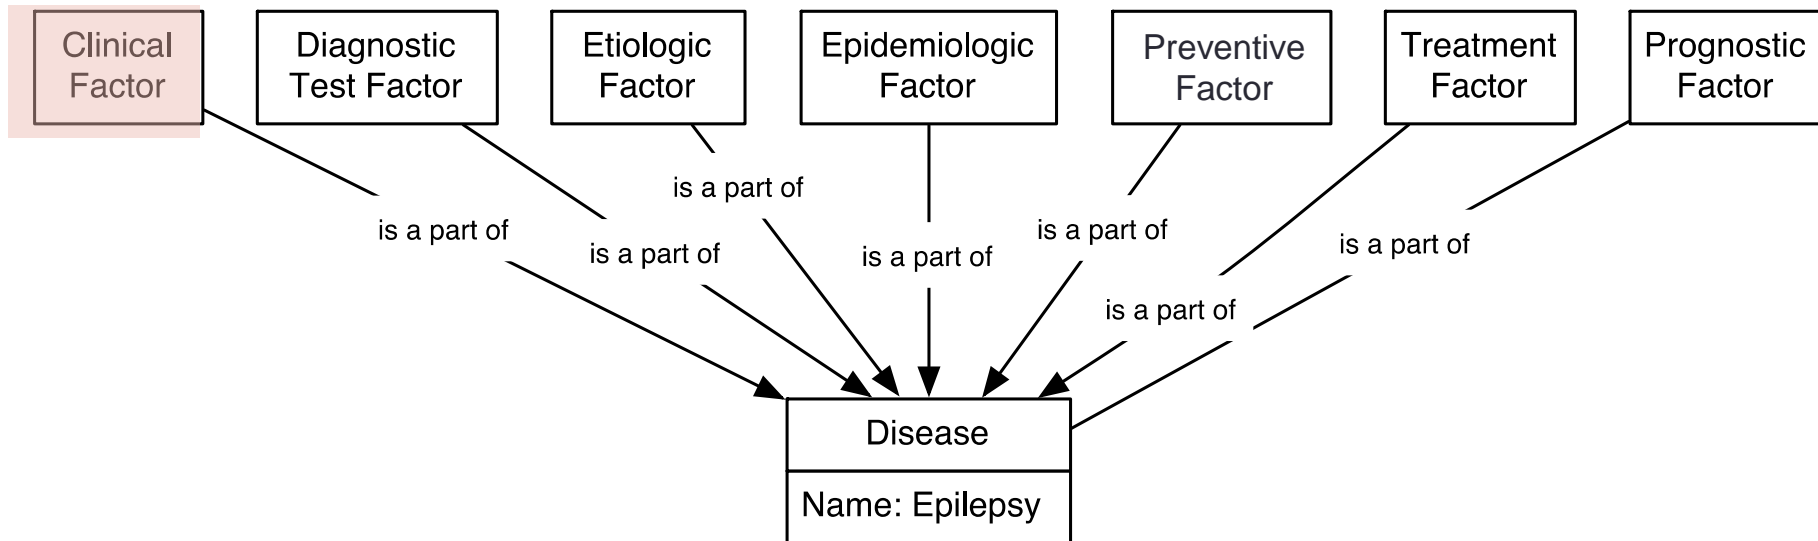 Clinical
Factor
Diagnostic
Test Factor
Etiologic
Factor
Epidemiologic
Factor
Preventive
Factor
Treatment
Factor
Prognostic
Factor
is a part of
is a part of
is a part of
is a part of
is a part of
is a part of
is a part of
Disease
Name: Epilepsy